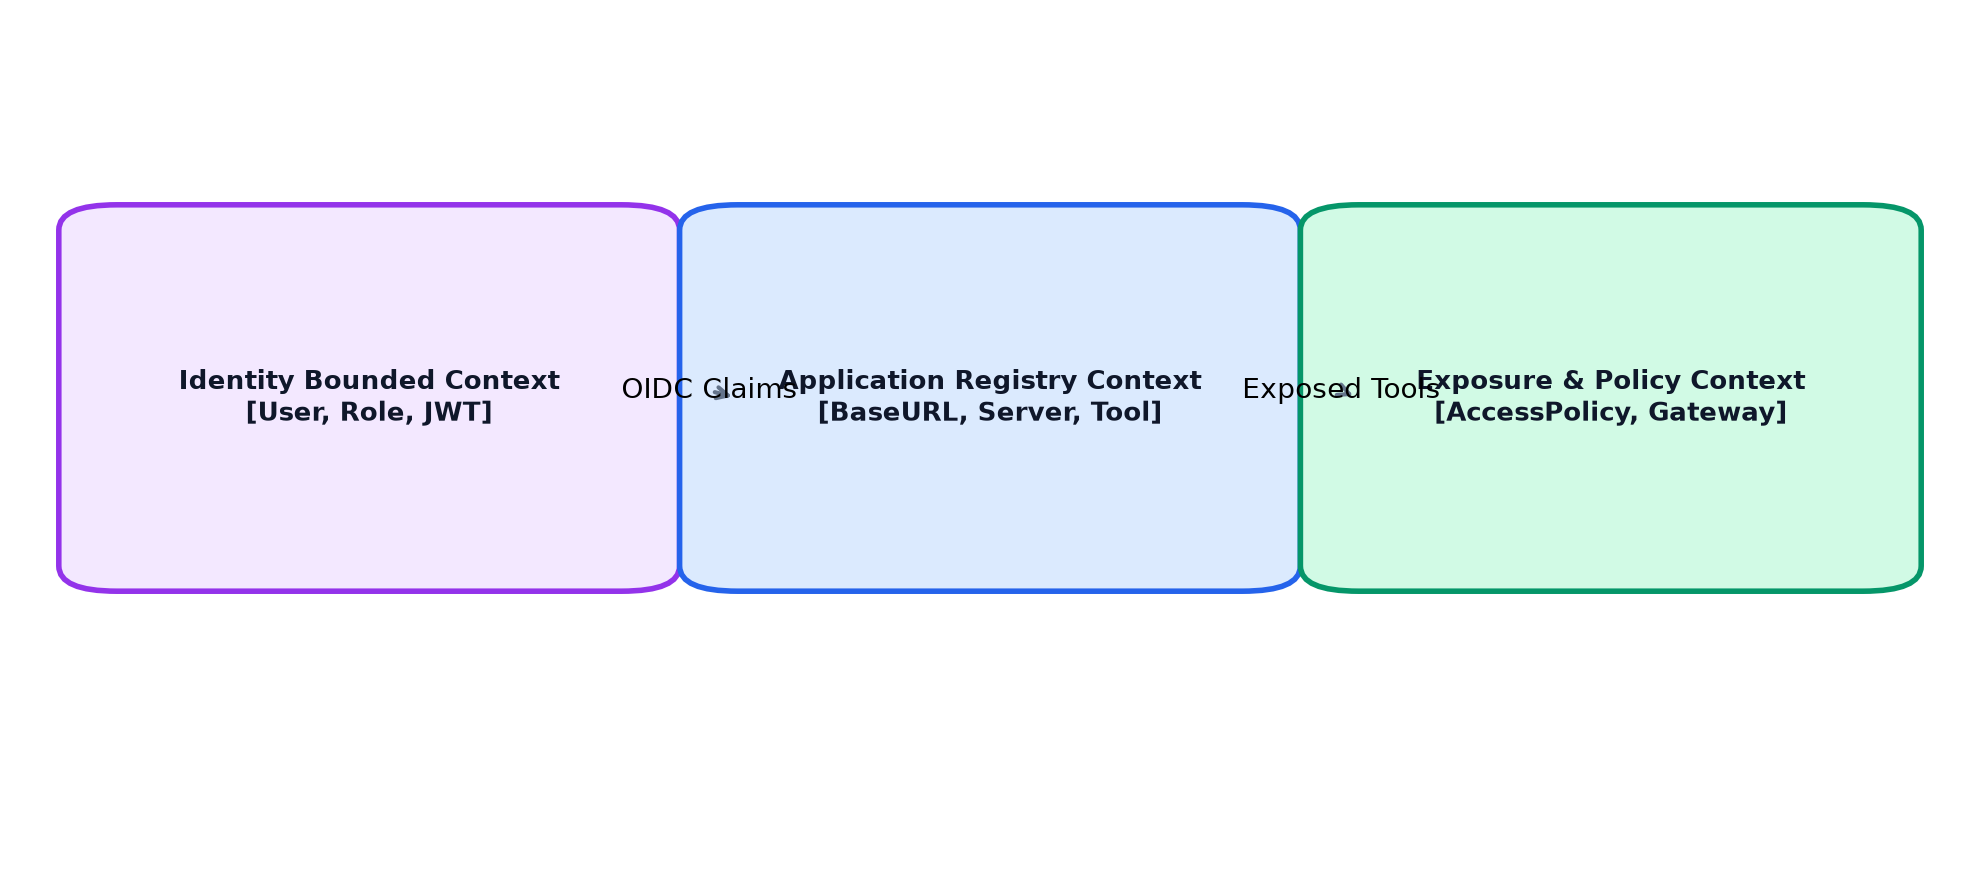 Identity Bounded Context
[User, Role, JWT]
OIDC Claims
Application Registry Context
[BaseURL, Server, Tool]
Exposed Tools
Exposure & Policy Context
[AccessPolicy, Gateway]